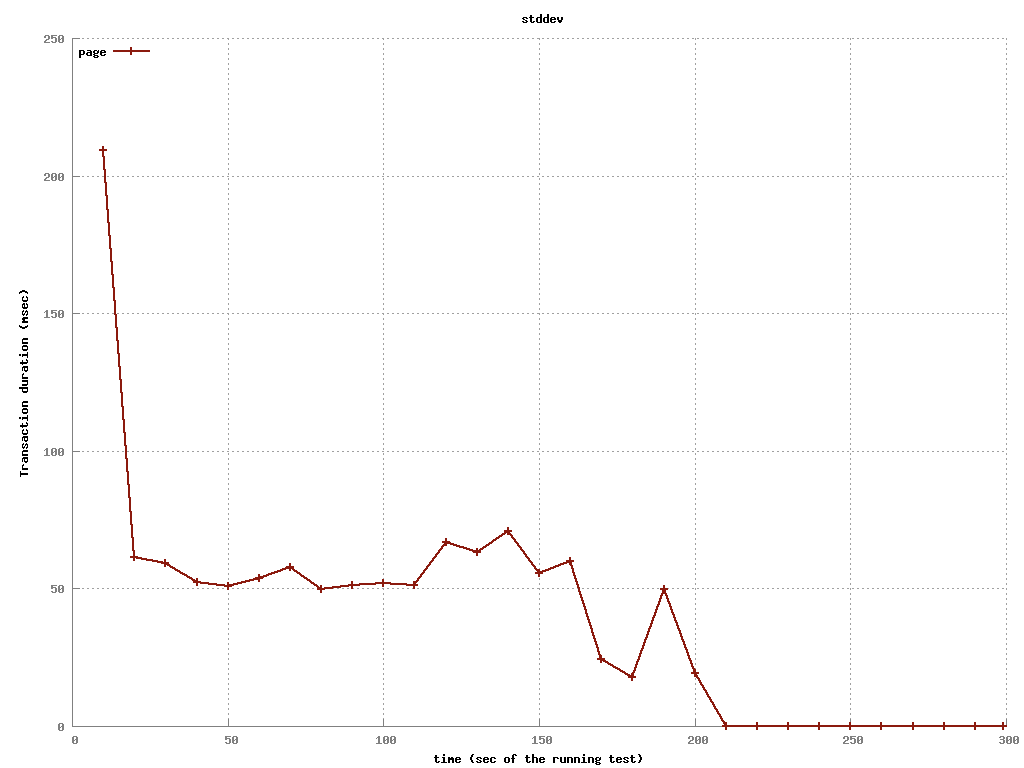 stddev
250
page
200
150
100
50
0
Transaction duration (msec)
0 50 100 150 200 250 300
time (sec of the running test)